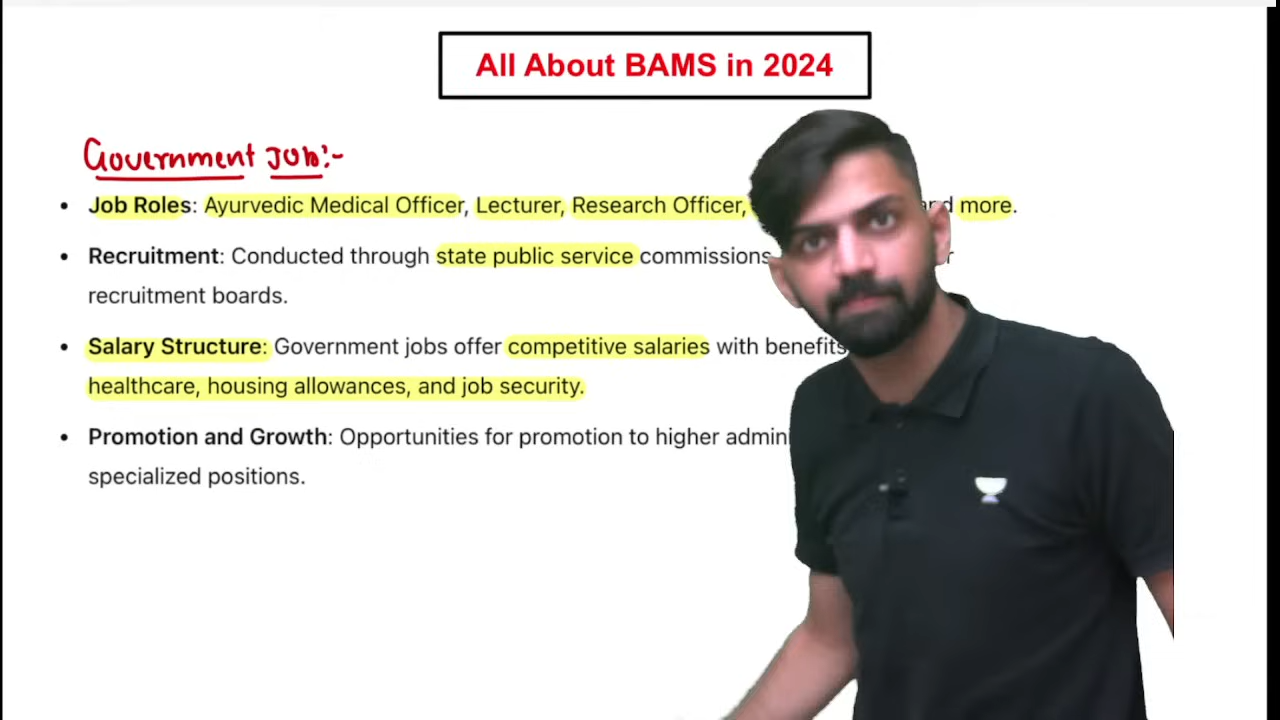 All About BAMS in 2024
Government Job:-
• Job Roles: Ayurvedic Medical Officer, Lecturer, Research Officer, and more.
• Recruitment: Conducted through state public service commissions
recruitment boards.
• Salary Structure: Government jobs offer competitive salaries with benefits
healthcare, housing allowances, and job security.
• Promotion and Growth: Opportunities for promotion to higher
specialized positions.